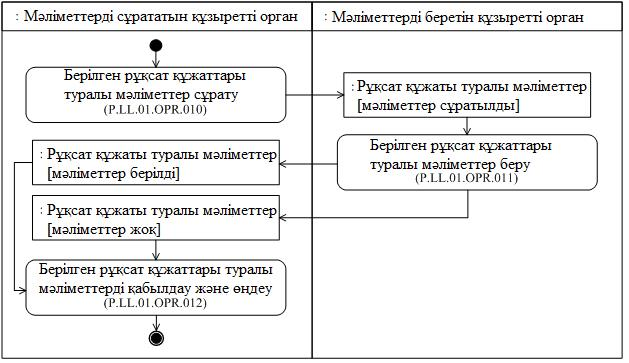 : Мәліметтерді сұрататын құзыретті орган
: Мәліметтерді беретін құзыретті орган
Берілген рұқсат құжаттары
туралы мәліметтер сұрату
(P.LL.01.OPR.010)
: Рұқсат құжаты туралы мәліметтер
[мәліметтер сұратылды]
Берілген рұқсат құжаттары
туралы мәліметтер беру
(P.LL.01.OPR.011)
: Рұқсат құжаты туралы мәліметтер
[мәліметтер берілді]
: Рұқсат құжаты туралы мәліметтер
[мәліметтер жоқ]
Берілген рұқсат құжаттары туралы
мәліметтерді қабылдау және өңдеу
(P.LL.01.OPR.012)